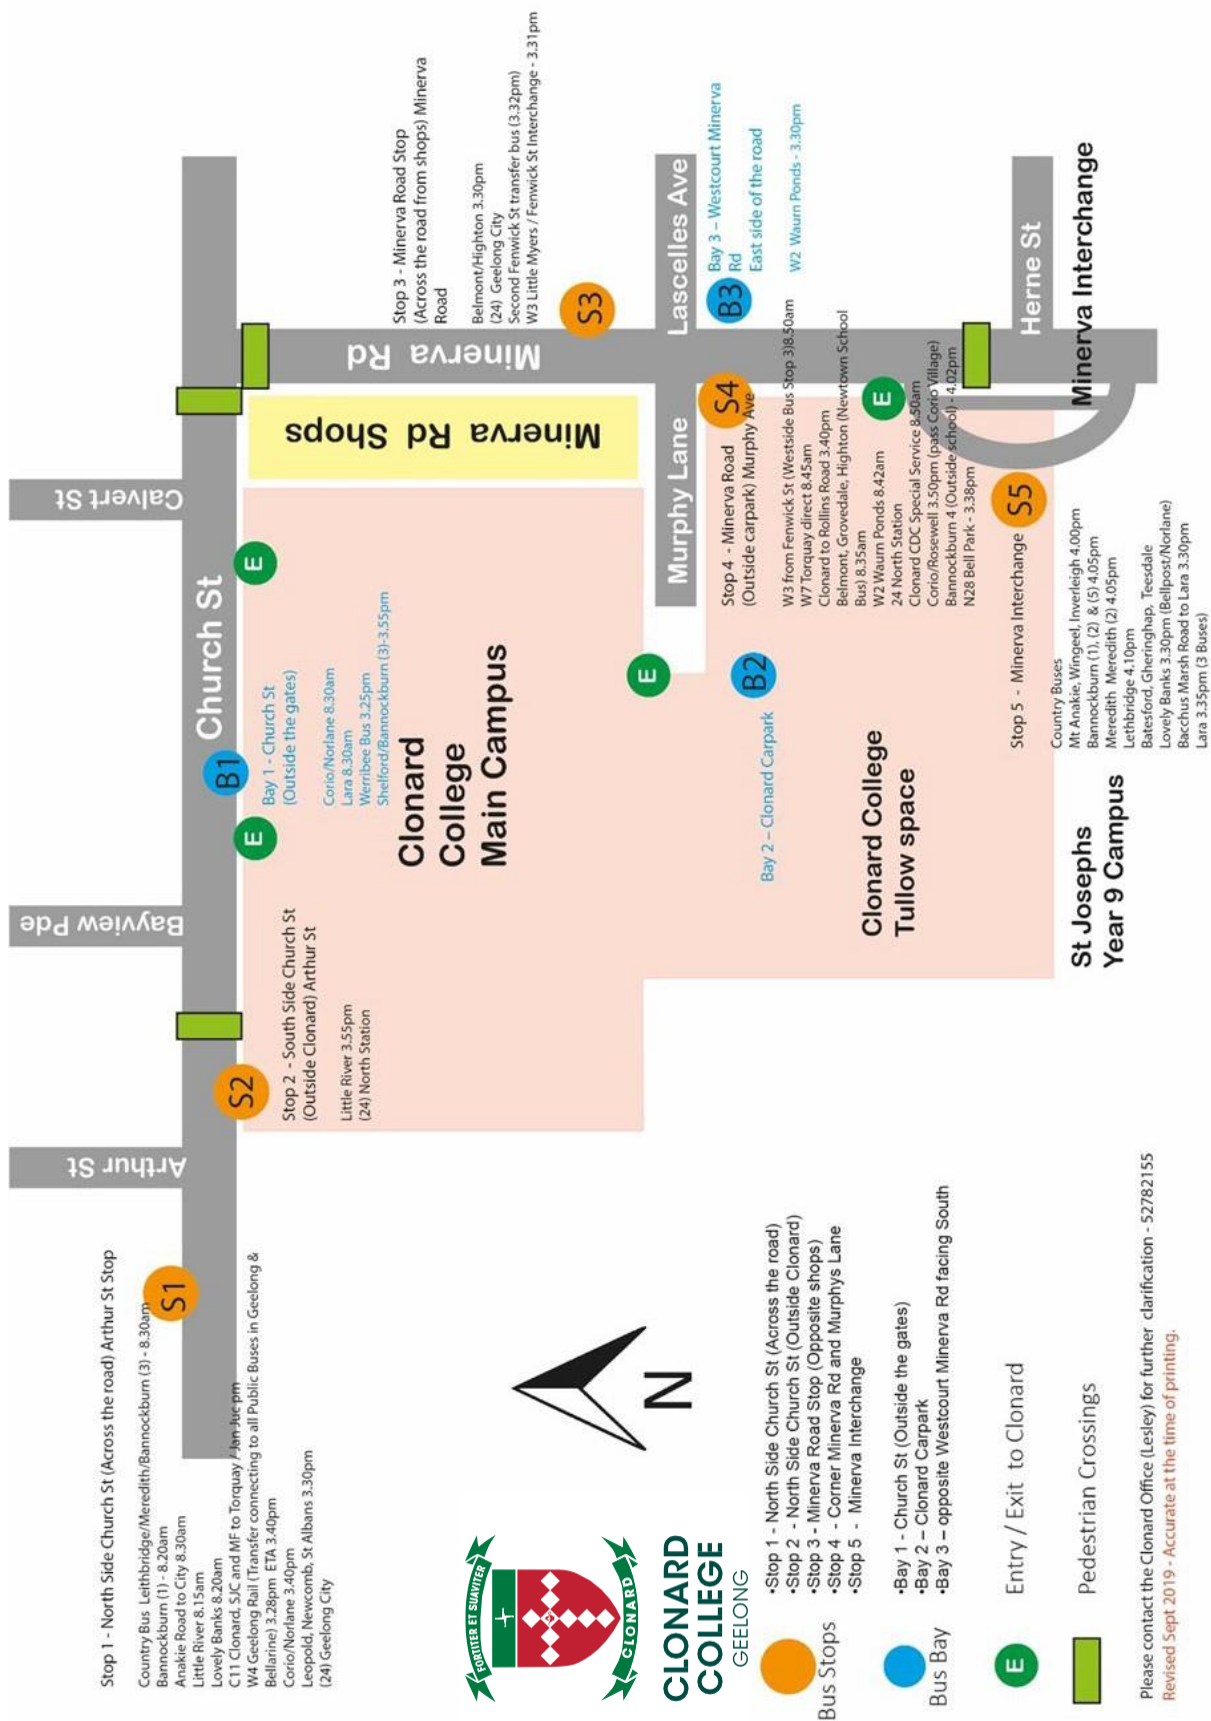 Stop 1 - North Side Church St (Across the road) Arthur St Stop
Country Bus Leithbridge/Meredith/Bannockburn (3) - 8.30am
Bannockburn (1) - 8.20am
Anakie Road to City 8.30am
Little River 8.15am
Lovely Banks 8.20am
C11 Clonard, SJC and MF to Torquay / Jan Juc pm
W4 Geelong Rail (Transfer connecting to all Public Buses in Geelong &
Bellarine) 3.28pm ETA 3.40pm
Corio/Norlane 3.40pm
Leopold, Newcomb, St Albans 3.30pm
(24) Geelong City
S1
Arthur St
Bayview Pde
Calvert St
Church St
S2
Stop 2 - South Side Church St
(Outside Clonard) Arthur St
Little River 3.55pm
(24) North Station
E
B1
Bay 1 - Church St
(Outside the gates)
Corio/Norlane 8.30am
Lara 8.30am
Werribee Bus 3.25pm
Shelford/Bannockburn (3)-3.55pm
E
Clonard
College
Main Campus
Minerva Rd Shops
Minerva Rd
Stop 3 - Minerva Road Stop
(Across the road from shops) Minerva
Road
Belmont/Highton 3.30pm
(24) Geelong City
Second Fenwick St transfer bus (3.32pm)
W3 Little Myers / Fenwick St Interchange - 3.31pm
S3
E
Murphy Lane
Lascelles Ave
B3
Bay 3 – Westcourt Minerva
Rd
East side of the road
W2 Waurn Ponds - 3.30pm
S4
Stop 4 - Minerva Road
(Outside carpark) Murphy Ave
W3 from Fenwick St (Westside Bus Stop 3)8.50am
W7 Torquay direct 8.45am
Clonard to Rollins Road 3.40pm
Belmont, Grovedale, Highton (Newtown School
Bus) 8.35am
W2 Waurn Ponds 8.42am
24 North Station
Clonard CDC Special Service 8.50am
Corio/Rosewell 3.50pm (pass Corio Village)
Bannockburn 4 (Outside school) - 4.02pm
N28 Bell Park - 3.38pm
E
B2
Bay 2 – Clonard Carpark
Clonard College
Tullow space
Herne St
Minerva Interchange
S5
Stop 5 - Minerva Interchange
Country Buses
Mt Anakie, Wingeel, Inverleigh 4.00pm
Bannockburn (1), (2) & (5) 4.05pm
Meredith Meredith (2) 4.05pm
Lethbridge 4.10pm
Batesford, Gheringhap, Teesdale
Lovely Banks 3.30pm (Bellpost/Norlane)
Bacchus Marsh Road to Lara 3.30pm
Lara 3.35pm (3 Buses)
St Josephs
Year 9 Campus
N
FORTITER ET SUAVITER
CLONARD
CLONARD
COLLEGE
GEELONG
Bus Stops
•Stop 1 - North Side Church St (Across the road)
•Stop 2 - North Side Church St (Outside Clonard)
•Stop 3 - Minerva Road Stop (Opposite shops)
•Stop 4 - Corner Minerva Rd and Murphys Lane
•Stop 5 - Minerva Interchange
Bus Bay
•Bay 1 - Church St (Outside the gates)
•Bay 2 – Clonard Carpark
•Bay 3 – opposite Westcourt Minerva Rd facing South
E
Entry / Exit to Clonard
Pedestrian Crossings
Please contact the Clonard Office (Lesley) for further clarification - 52782155
Revised Sept 2019 - Accurate at the time of printing.